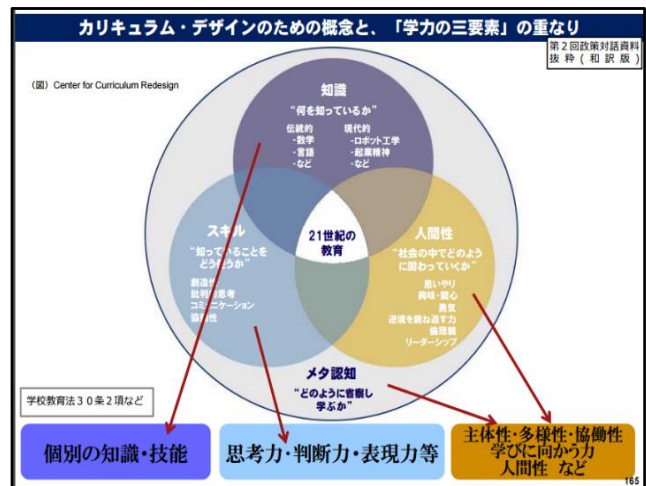 カリキュラム・デザインのための概念と、「学力の三要素」の重なり
第2回政策対話資料
抜粋(和訳版)
(図) Center for Curriculum Redesign
知識
“何を知っているか”
伝統的
-数学
-言語
-など
現代的
-ロボット工学
-起業精神
-など
スキル
“知っていることを
どう使うか”
創造性
批判的思考
コミュニケーション
協働性
21世紀の
教育
人間性
“社会の中でどのよう
に関わっていくか”
思いやり
興味・関心
勇気
逆境を跳ね返す力
倫理観
リーダーシップ
メタ認知
“どのように省察し
学ぶか”
学校教育法30条2項など
個別の知識・技能
思考力・判断力・表現力等
主体性・多様性・協働性
学びに向かう力
人間性 など
165